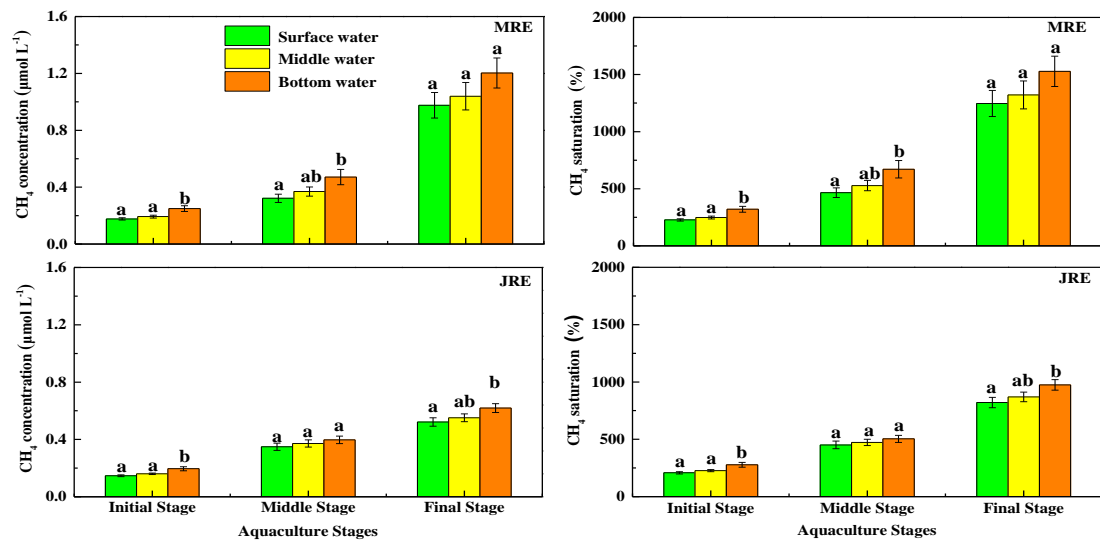 MRE
CH₄ concentration (µmol L⁻¹)
1.6
1.2
0.8
0.4
0.0
Surface water
Middle water
Bottom water
a a b
a ab b
a a a
MRE
CH₄ saturation (%)
2000
1500
1000
500
0
a a b
a ab b
a a a
JRE
CH₄ concentration (µmol L⁻¹)
1.6
1.2
0.8
0.4
0.0
a a b
a a a
a ab b
Initial Stage Middle Stage Final Stage
Aquaculture Stages
JRE
CH₄ saturation (%)
2000
1500
1000
500
0
a a b
a a a
a ab b
Initial Stage Middle Stage Final Stage
Aquaculture Stages